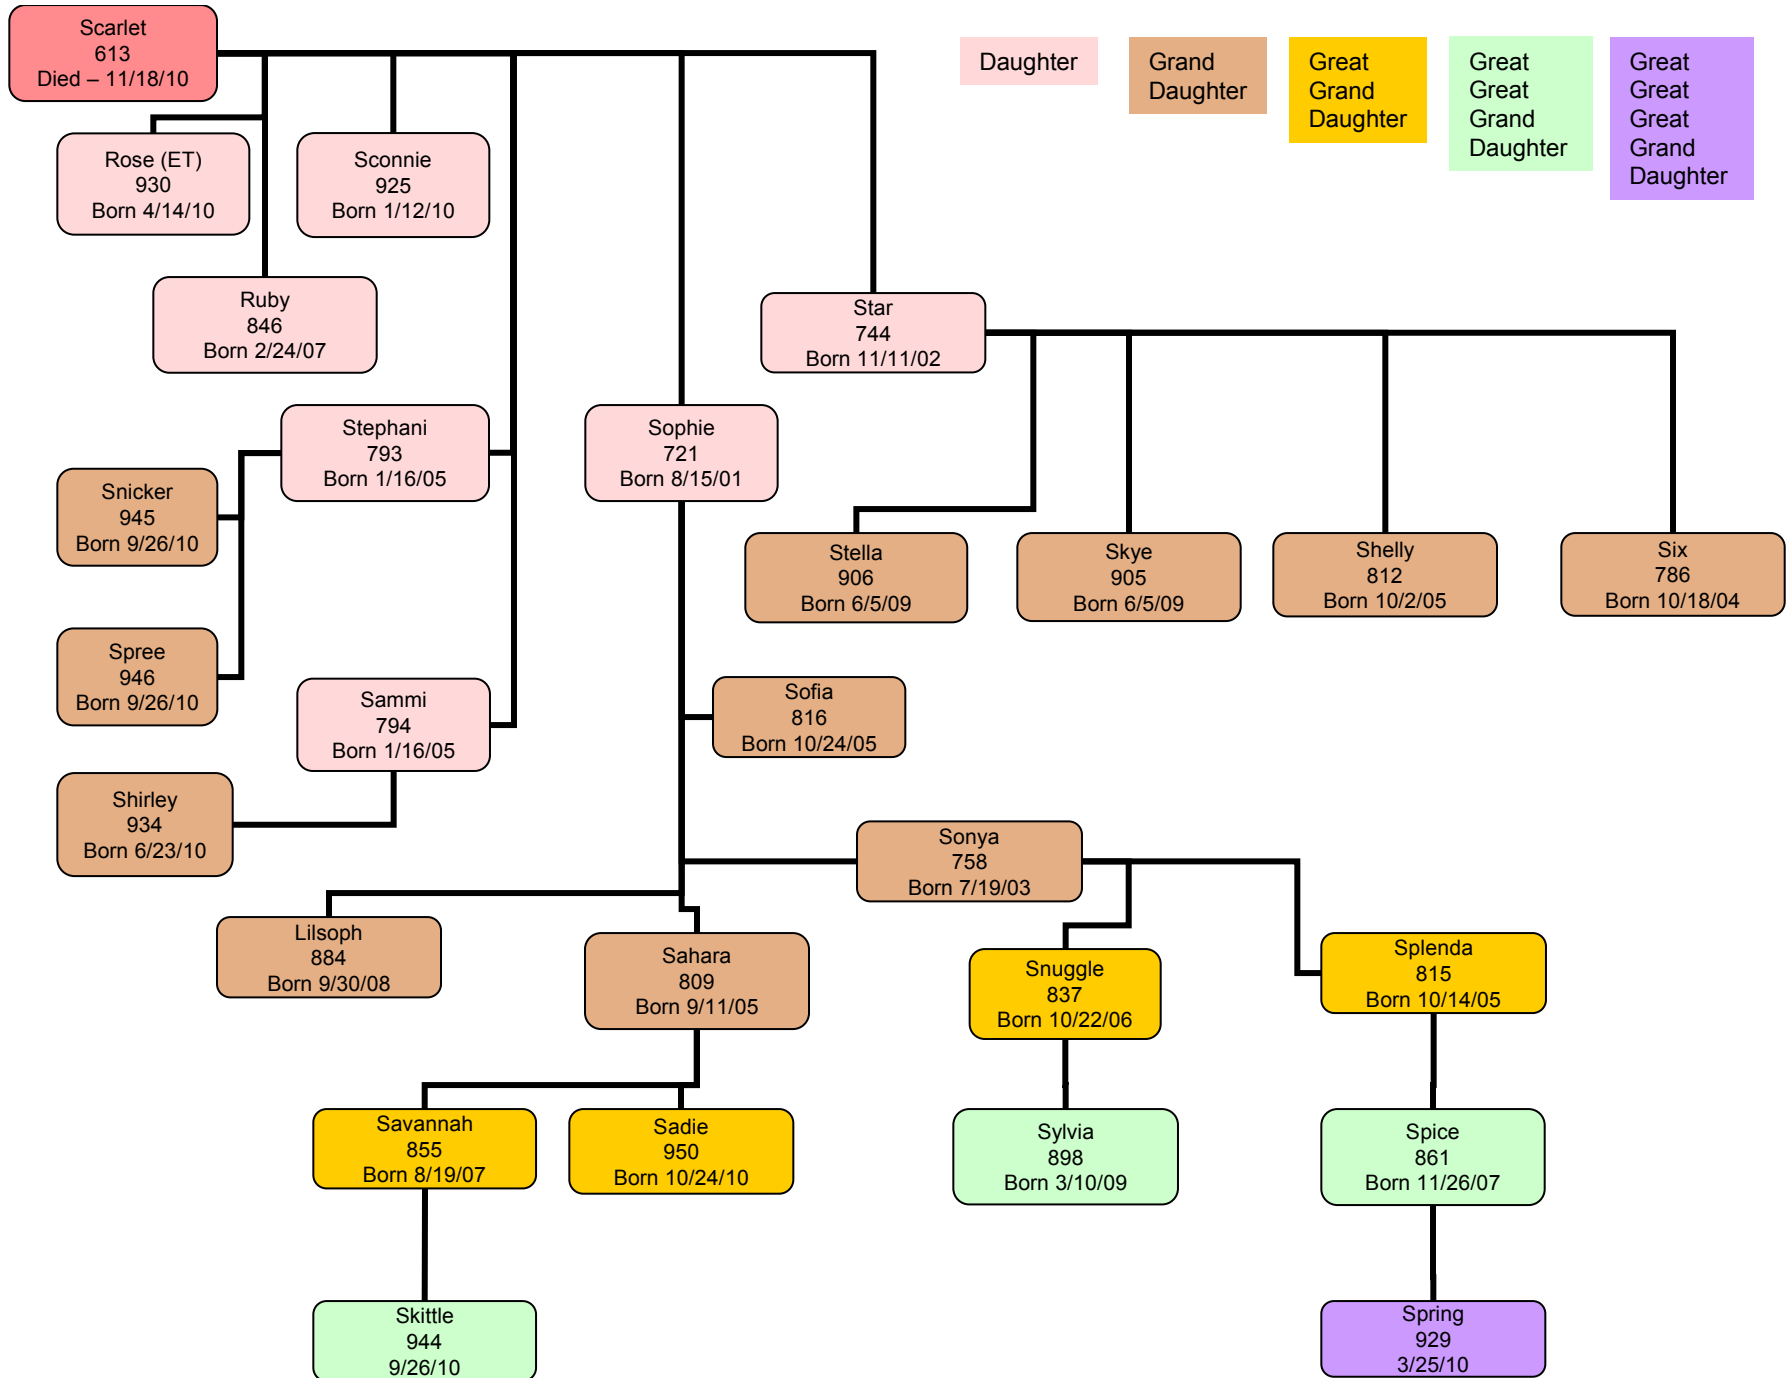 Scarlet
613
Died – 11/18/10
Daughter
Grand
Daughter
Great
Grand
Daughter
Great
Great
Grand
Daughter
Great
Great
Great
Grand
Daughter
Rose (ET)
930
Born 4/14/10
Sconnie
925
Born 1/12/10
Ruby
846
Born 2/24/07
Star
744
Born 11/11/02
Stephani
793
Born 1/16/05
Sophie
721
Born 8/15/01
Snicker
945
Born 9/26/10
Stella
906
Born 6/5/09
Skye
905
Born 6/5/09
Shelly
812
Born 10/2/05
Six
786
Born 10/18/04
Spree
946
Born 9/26/10
Sammi
794
Born 1/16/05
Sofia
816
Born 10/24/05
Shirley
934
Born 6/23/10
Sonya
758
Born 7/19/03
Lilsoph
884
Born 9/30/08
Sahara
809
Born 9/11/05
Snuggle
837
Born 10/22/06
Splenda
815
Born 10/14/05
Savannah
855
Born 8/19/07
Sadie
950
Born 10/24/10
Sylvia
898
Born 3/10/09
Spice
861
Born 11/26/07
Skittle
944
9/26/10
Spring
929
3/25/10